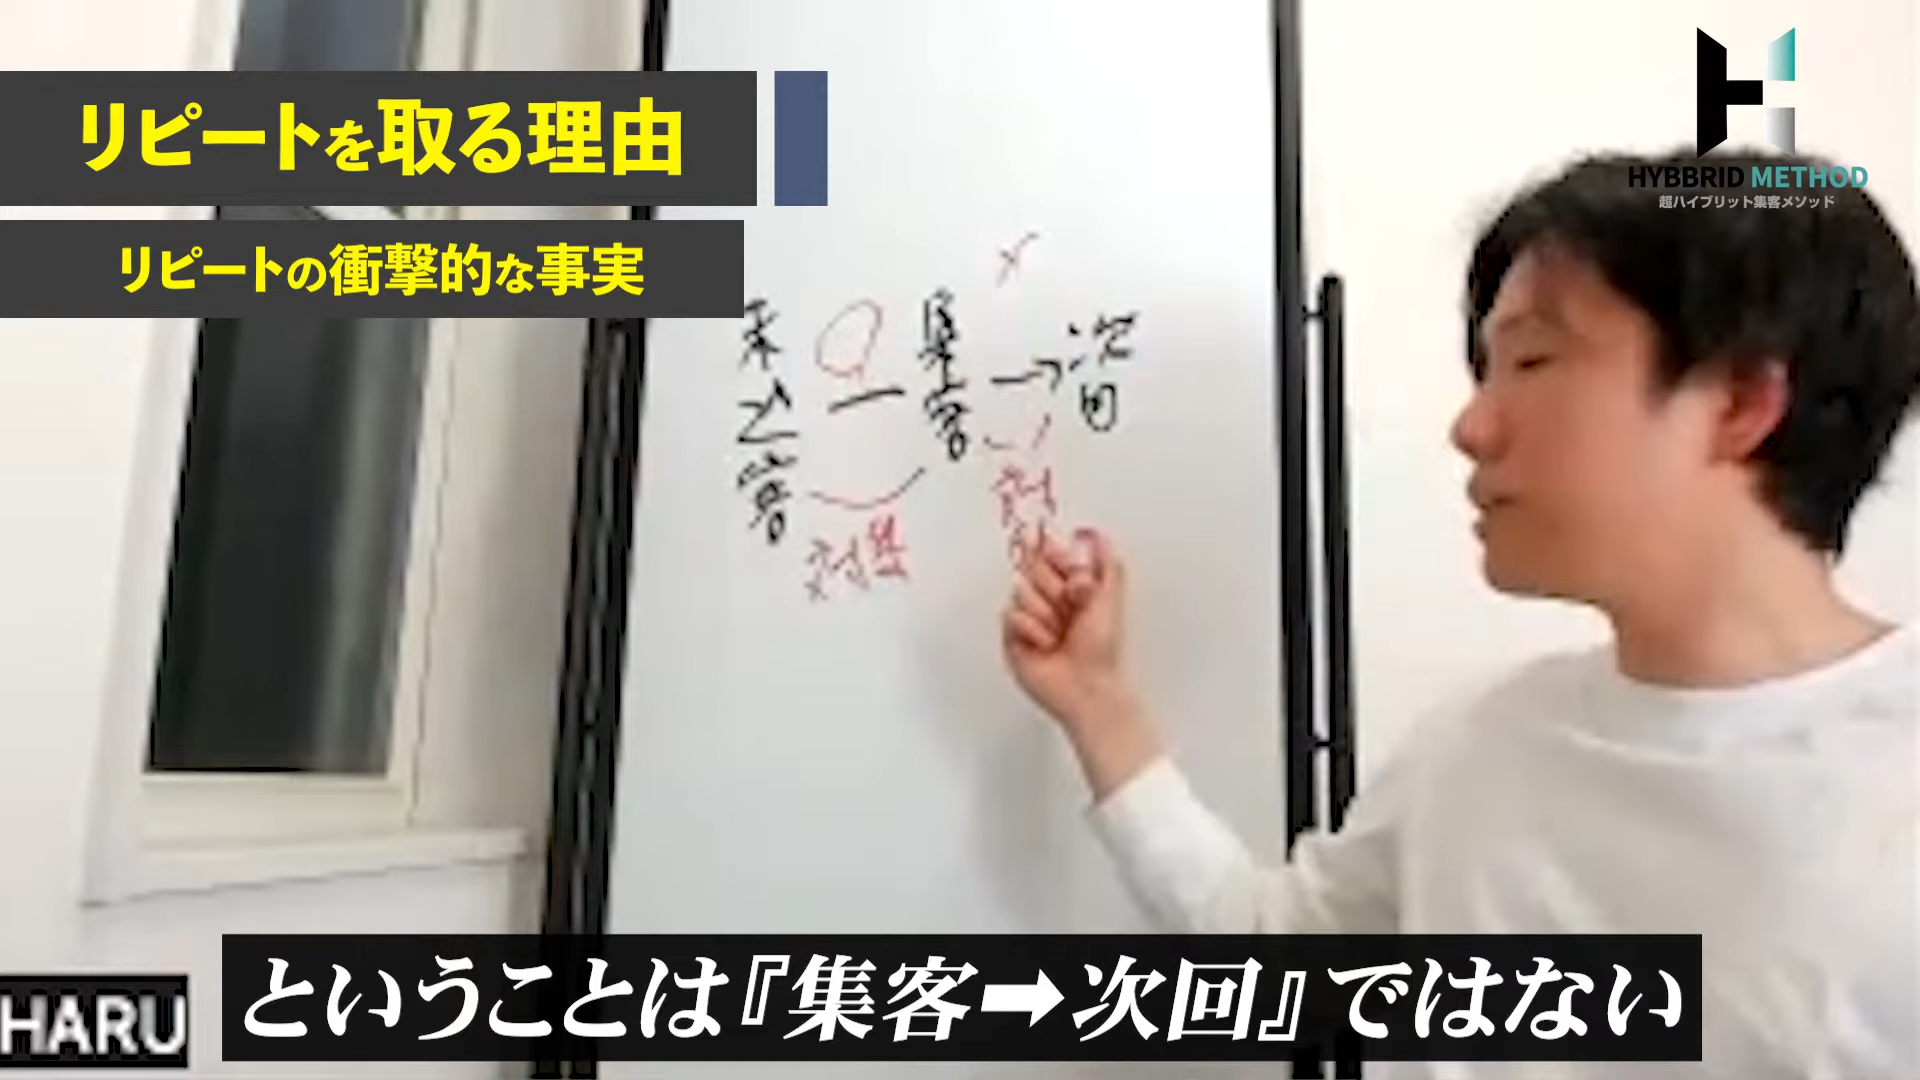 リピートを取る理由
リピートの衝撃的な事実
HYBBRID METHOD
超ハイブリット集客メソッド
集客
→次回
HARU
ということは『集客➡次回』ではない